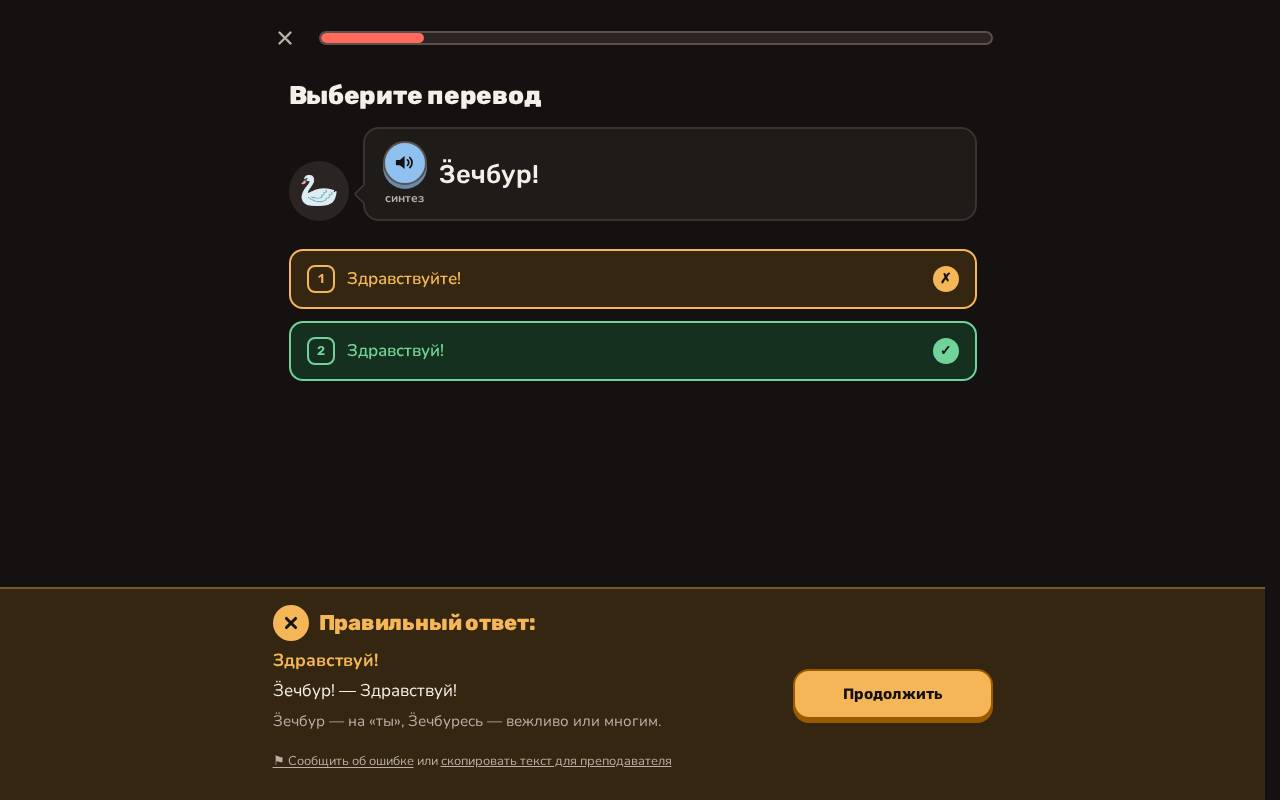 Выберите перевод
Ӟечбур!
синтез
1 Здравствуйте!
2 Здравствуй!
Правильный ответ:
Здравствуй!
Ӟечбур! — Здравствуй!
Ӟечбур — на «ты», Ӟечбуресь — вежливо или многим.
Продолжить
Сообщить об ошибке или скопировать текст для преподавателя